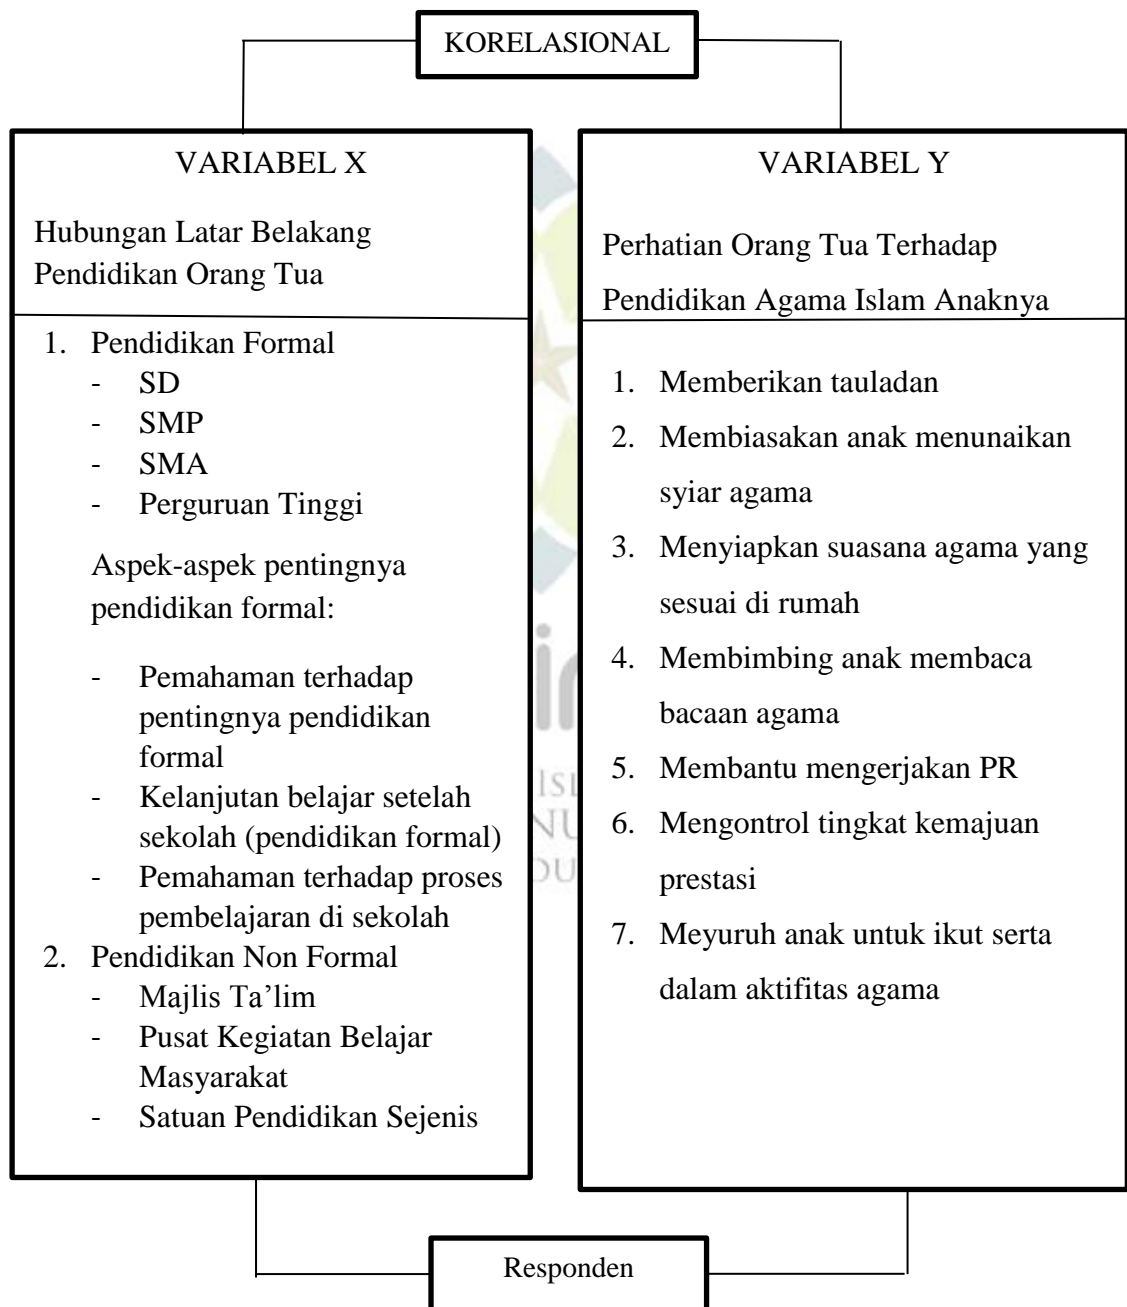 KORELASIONAL
VARIABEL X
Hubungan Latar Belakang
Pendidikan Orang Tua
1. Pendidikan Formal
- SD
- SMP
- SMA
- Perguruan Tinggi
Aspek-aspek pentingnya
pendidikan formal:
- Pemahaman terhadap
pentingnya pendidikan
formal
- Kelanjutan belajar setelah
sekolah (pendidikan formal)
- Pemahaman terhadap proses
pembelajaran di sekolah
2. Pendidikan Non Formal
- Majlis Ta’lim
- Pusat Kegiatan Belajar
Masyarakat
- Satuan Pendidikan Sejenis
VARIABEL Y
Perhatian Orang Tua Terhadap
Pendidikan Agama Islam Anaknya
1. Memberikan tauladan
2. Membiasakan anak menunaikan
syiar agama
3. Menyiapkan suasana agama yang
sesuai di rumah
4. Membimbing anak membaca
bacaan agama
5. Membantu mengerjakan PR
6. Mengontrol tingkat kemajuan
prestasi
7. Meyuruh anak untuk ikut serta
dalam aktifitas agama
Responden